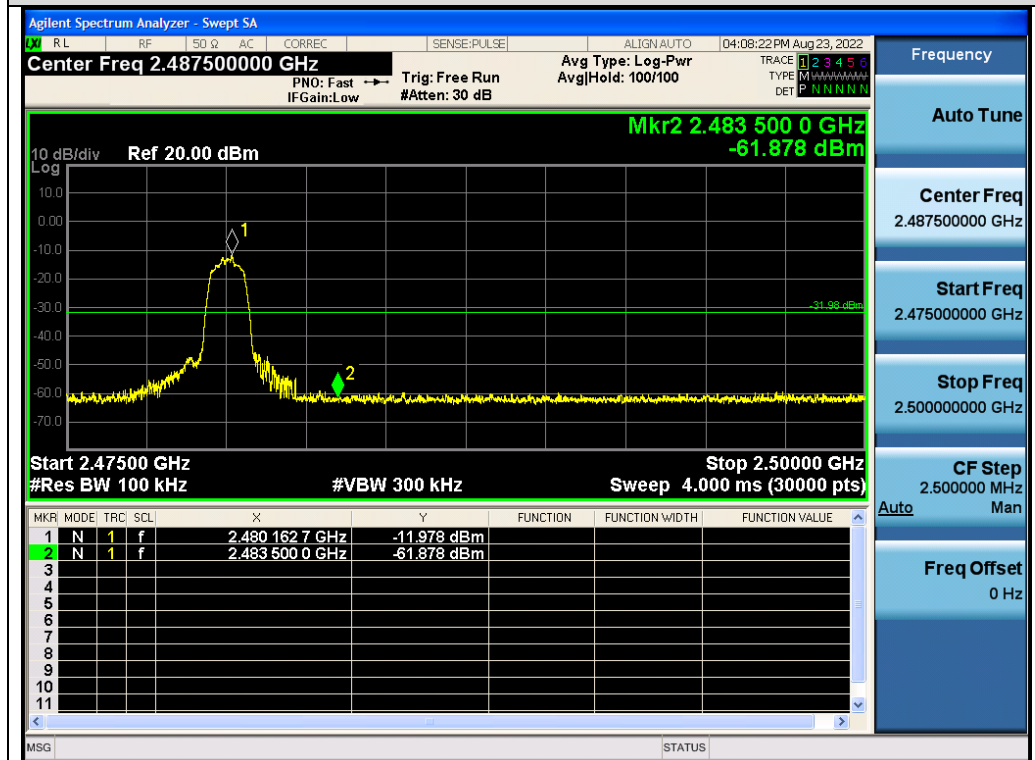 Agilent Spectrum Analyzer - Swept SA
LXI RL RF 50 Ω AC CORREC SENSE:PULSE ALIGN AUTO 04:08:22 PM Aug 23, 2022
Center Freq 2.487500000 GHz
PNO: Fast
IFGain:Low
Trig: Free Run
#Atten: 30 dB
Avg Type: Log-Pwr
Avg|Hold: 100/100
TRACE 1 2 3 4 5 6
TYPE M WWWWW
DET P N N N N N
Mkr2 2.483 500 0 GHz
-61.878 dBm
10 dB/div Ref 20.00 dBm
Log
10.0
0.00
-10.0
-20.0
-30.0
-40.0
-50.0
-60.0
-70.0
1
2
-31.98 dBm
Start 2.47500 GHz Stop 2.50000 GHz
#Res BW 100 kHz #VBW 300 kHz Sweep 4.000 ms (30000 pts)
MKR MODE TRC SCL X Y FUNCTION FUNCTION WIDTH FUNCTION VALUE
1 N 1 f 2.480 162 7 GHz -11.978 dBm
2 N 1 f 2.483 500 0 GHz -61.878 dBm
3
4
5
6
7
8
9
10
11
MSG STATUS
Frequency
Auto Tune
Center Freq
2.487500000 GHz
Start Freq
2.475000000 GHz
Stop Freq
2.500000000 GHz
CF Step
2.500000 MHz
Auto Man
Freq Offset
0 Hz